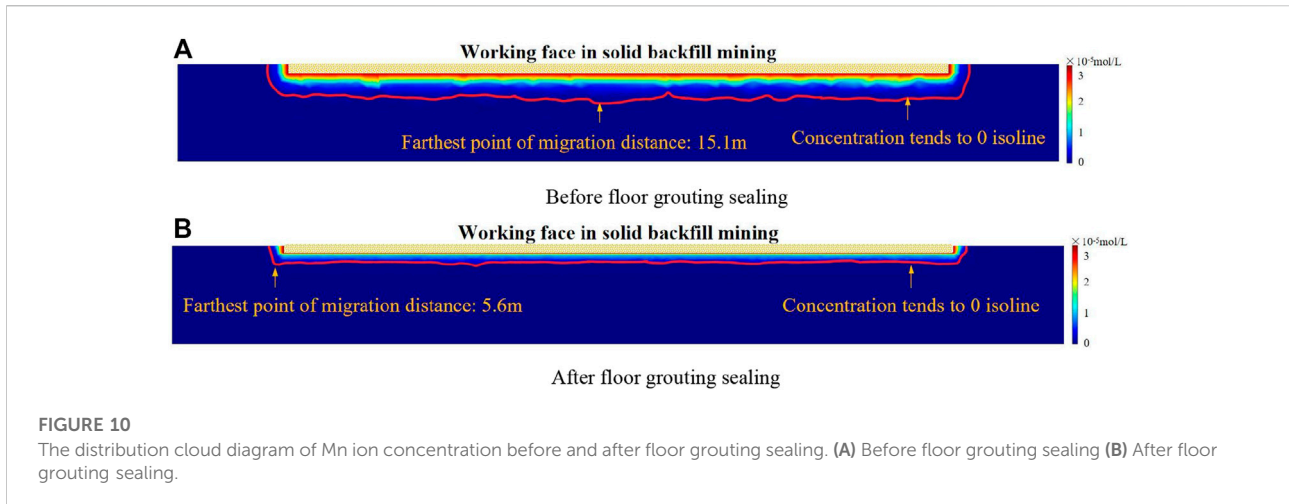 A
Working face in solid backfill mining
×10⁻⁵mol/L
3
2
1
0
Farthest point of migration distance: 15.1m
Concentration tends to 0 isoline
Before floor grouting sealing
B
Working face in solid backfill mining
×10⁻⁵mol/L
3
2
1
0
Farthest point of migration distance: 5.6m
Concentration tends to 0 isoline
After floor grouting sealing
FIGURE 10
The distribution cloud diagram of Mn ion concentration before and after floor grouting sealing. (A) Before floor grouting sealing (B) After floor
grouting sealing.